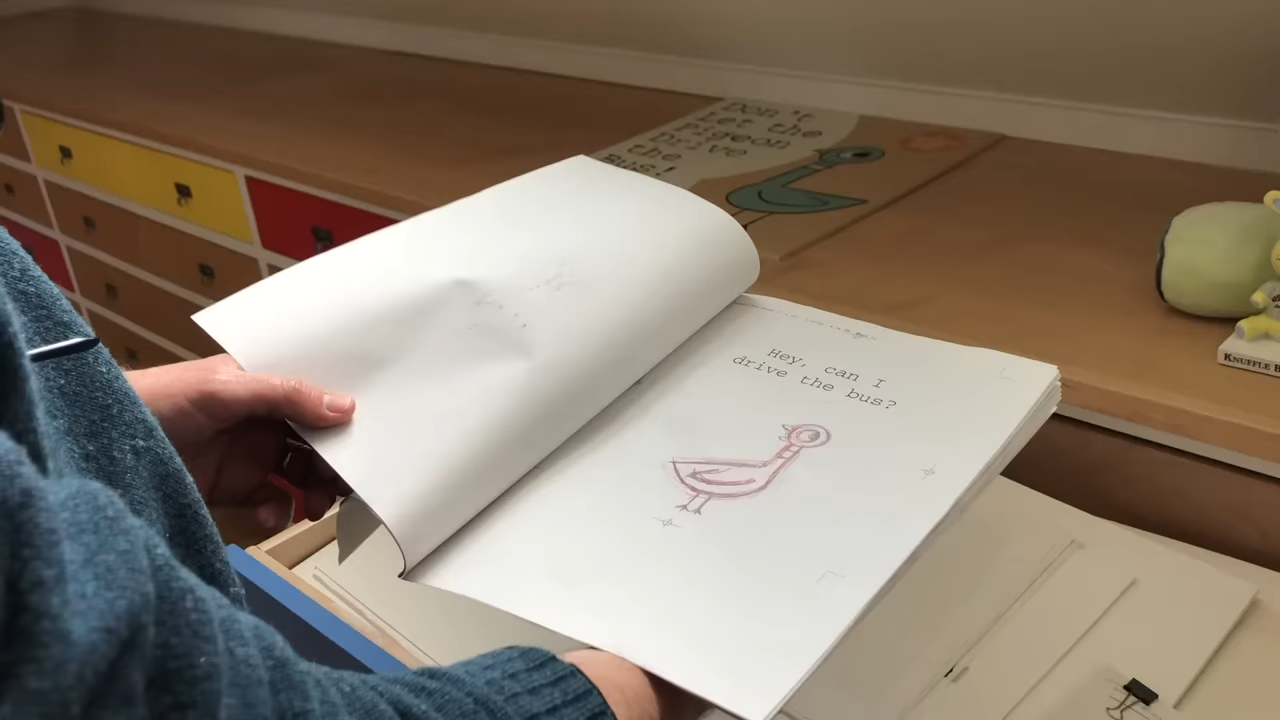 Don't
Let the
Pigeon
Drive
the
Bus!
Hey, can I
drive the bus?
KNUFFLE B